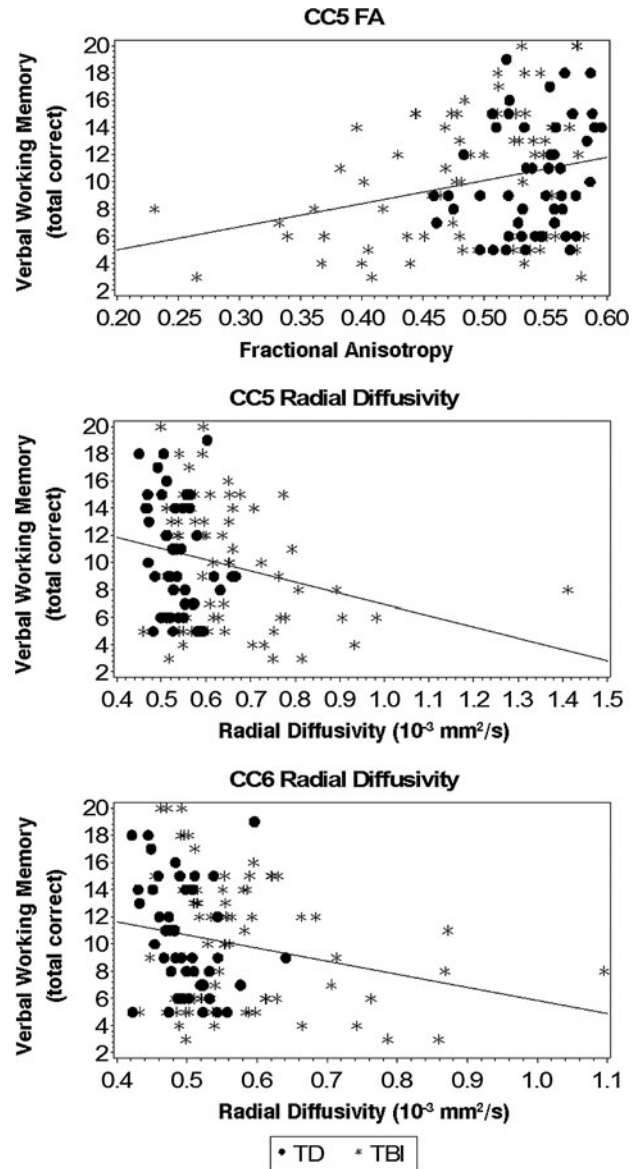 CC5 FA
Verbal Working Memory
(total correct)
20
18
16
14
12
10
8
6
4
2
0.20 0.25 0.30 0.35 0.40 0.45 0.50 0.55 0.60
Fractional Anisotropy
CC5 Radial Diffusivity
Verbal Working Memory
(total correct)
20
18
16
14
12
10
8
6
4
2
0.4 0.5 0.6 0.7 0.8 0.9 1.0 1.1 1.2 1.3 1.4 1.5
Radial Diffusivity (10⁻³ mm²/s)
CC6 Radial Diffusivity
Verbal Working Memory
(total correct)
20
18
16
14
12
10
8
6
4
2
0.4 0.5 0.6 0.7 0.8 0.9 1.0 1.1
Radial Diffusivity (10⁻³ mm²/s)
• TD * TBI